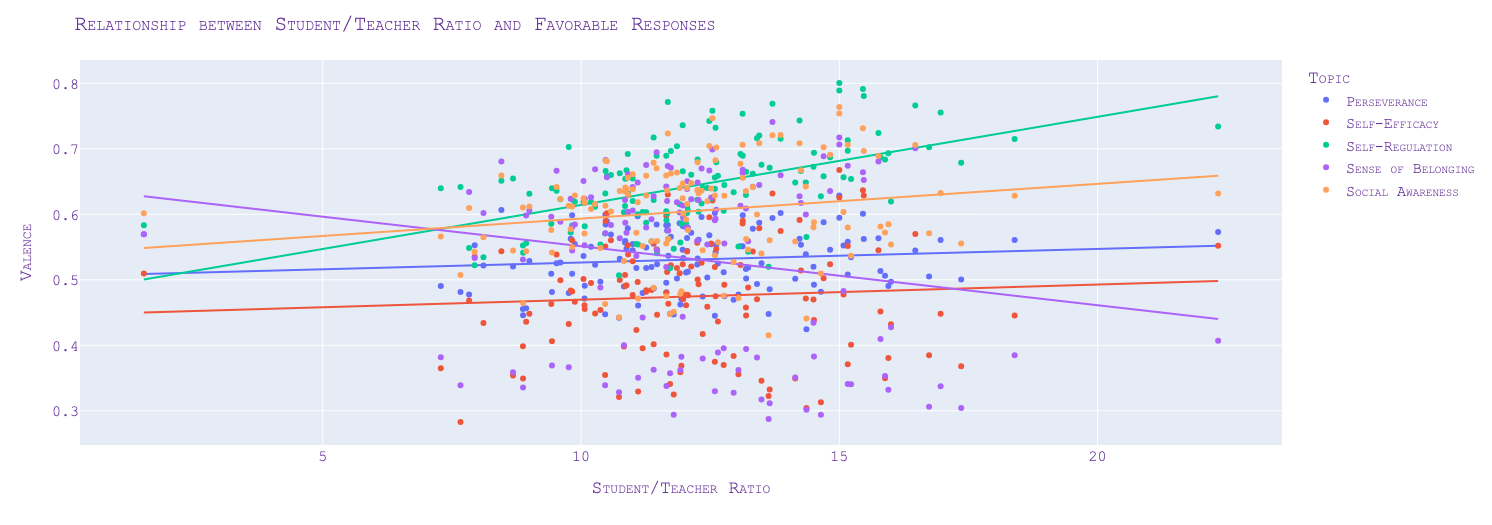 Relationship between Student/Teacher Ratio and Favorable Responses
Topic
Perseverance
Self-Efficacy
Self-Regulation
Sense of Belonging
Social Awareness
Valence
0.8
0.7
0.6
0.5
0.4
0.3
5 10 15 20
Student/Teacher Ratio